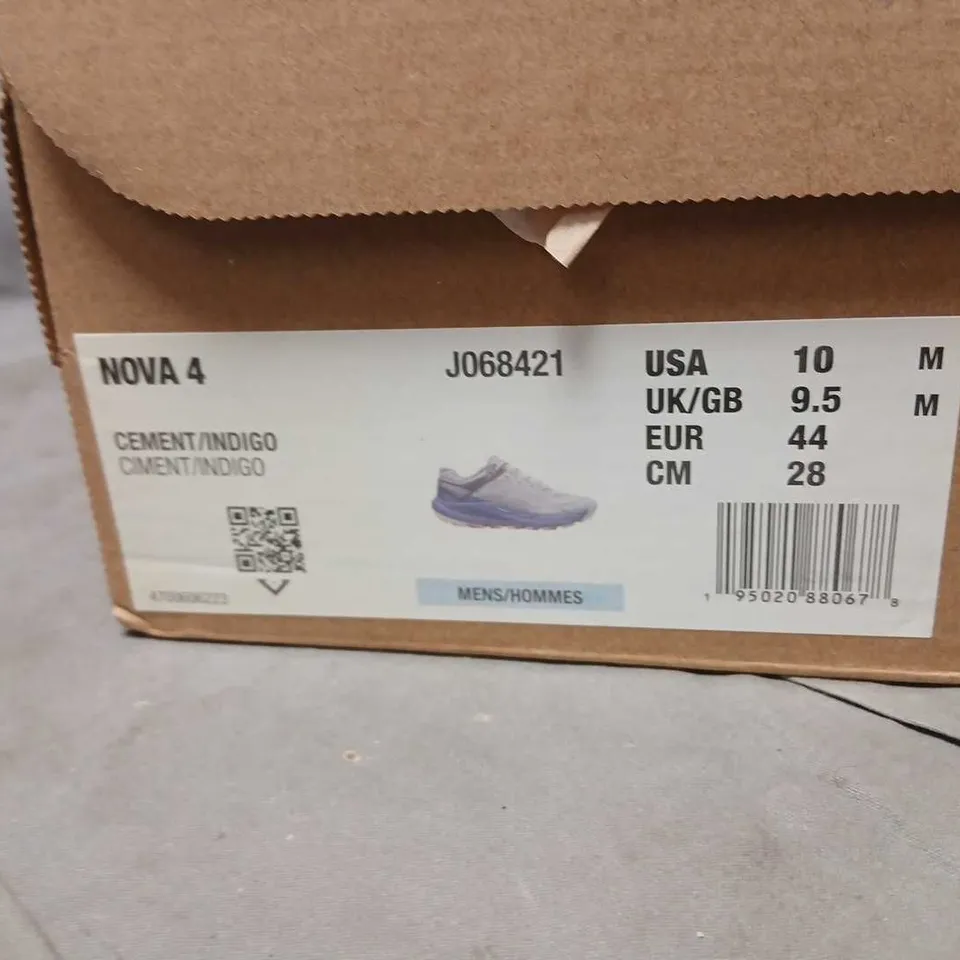 NOVA 4
J068421
USA 10 M
UK/GB 9.5 M
EUR 44
CM 28
CEMENT/INDIGO
CIMENT/INDIGO
MENS/HOMMES
1 95020 88067 8